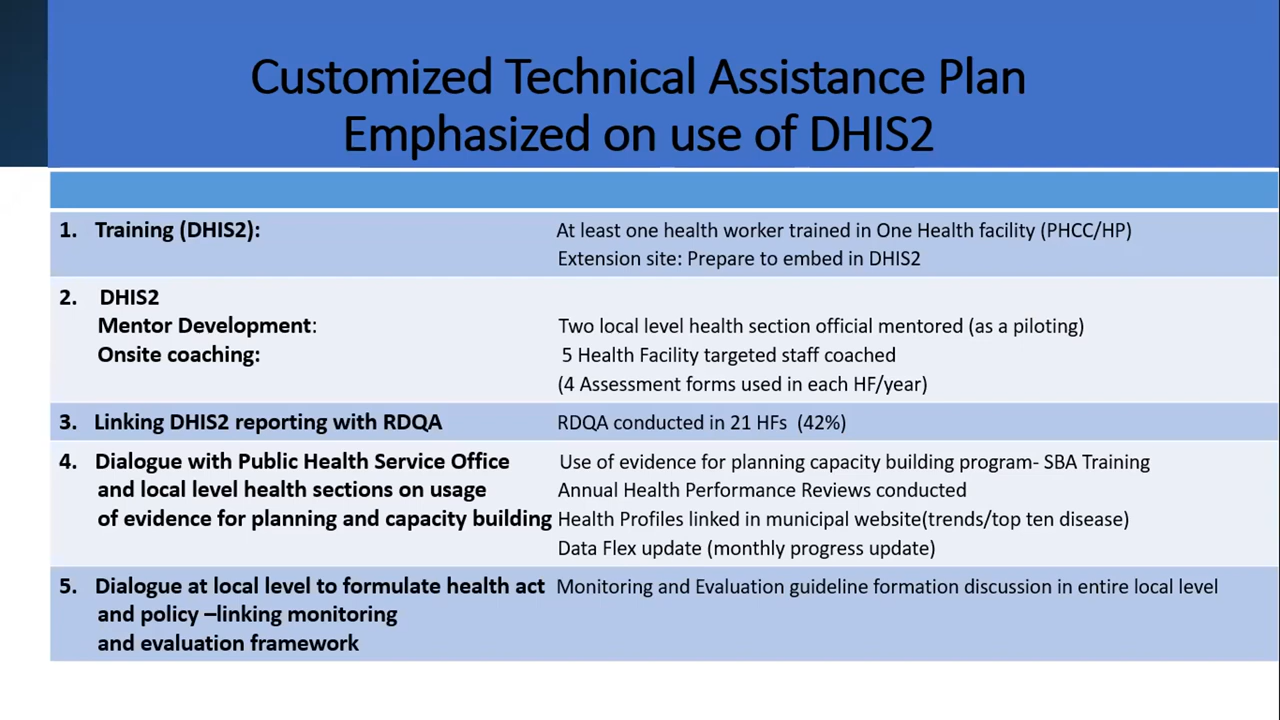 Customized Technical Assistance Plan
Emphasized on use of DHIS2
1. Training (DHIS2): At least one health worker trained in One Health facility (PHCC/HP)
Extension site: Prepare to embed in DHIS2
2. DHIS2
Mentor Development: Two local level health section official mentored (as a piloting)
Onsite coaching: 5 Health Facility targeted staff coached
(4 Assessment forms used in each HF/year)
3. Linking DHIS2 reporting with RDQA RDQA conducted in 21 HFs (42%)
4. Dialogue with Public Health Service Office Use of evidence for planning capacity building program- SBA Training
and local level health sections on usage Annual Health Performance Reviews conducted
of evidence for planning and capacity building Health Profiles linked in municipal website(trends/top ten disease)
Data Flex update (monthly progress update)
5. Dialogue at local level to formulate health act Monitoring and Evaluation guideline formation discussion in entire local level
and policy –linking monitoring
and evaluation framework